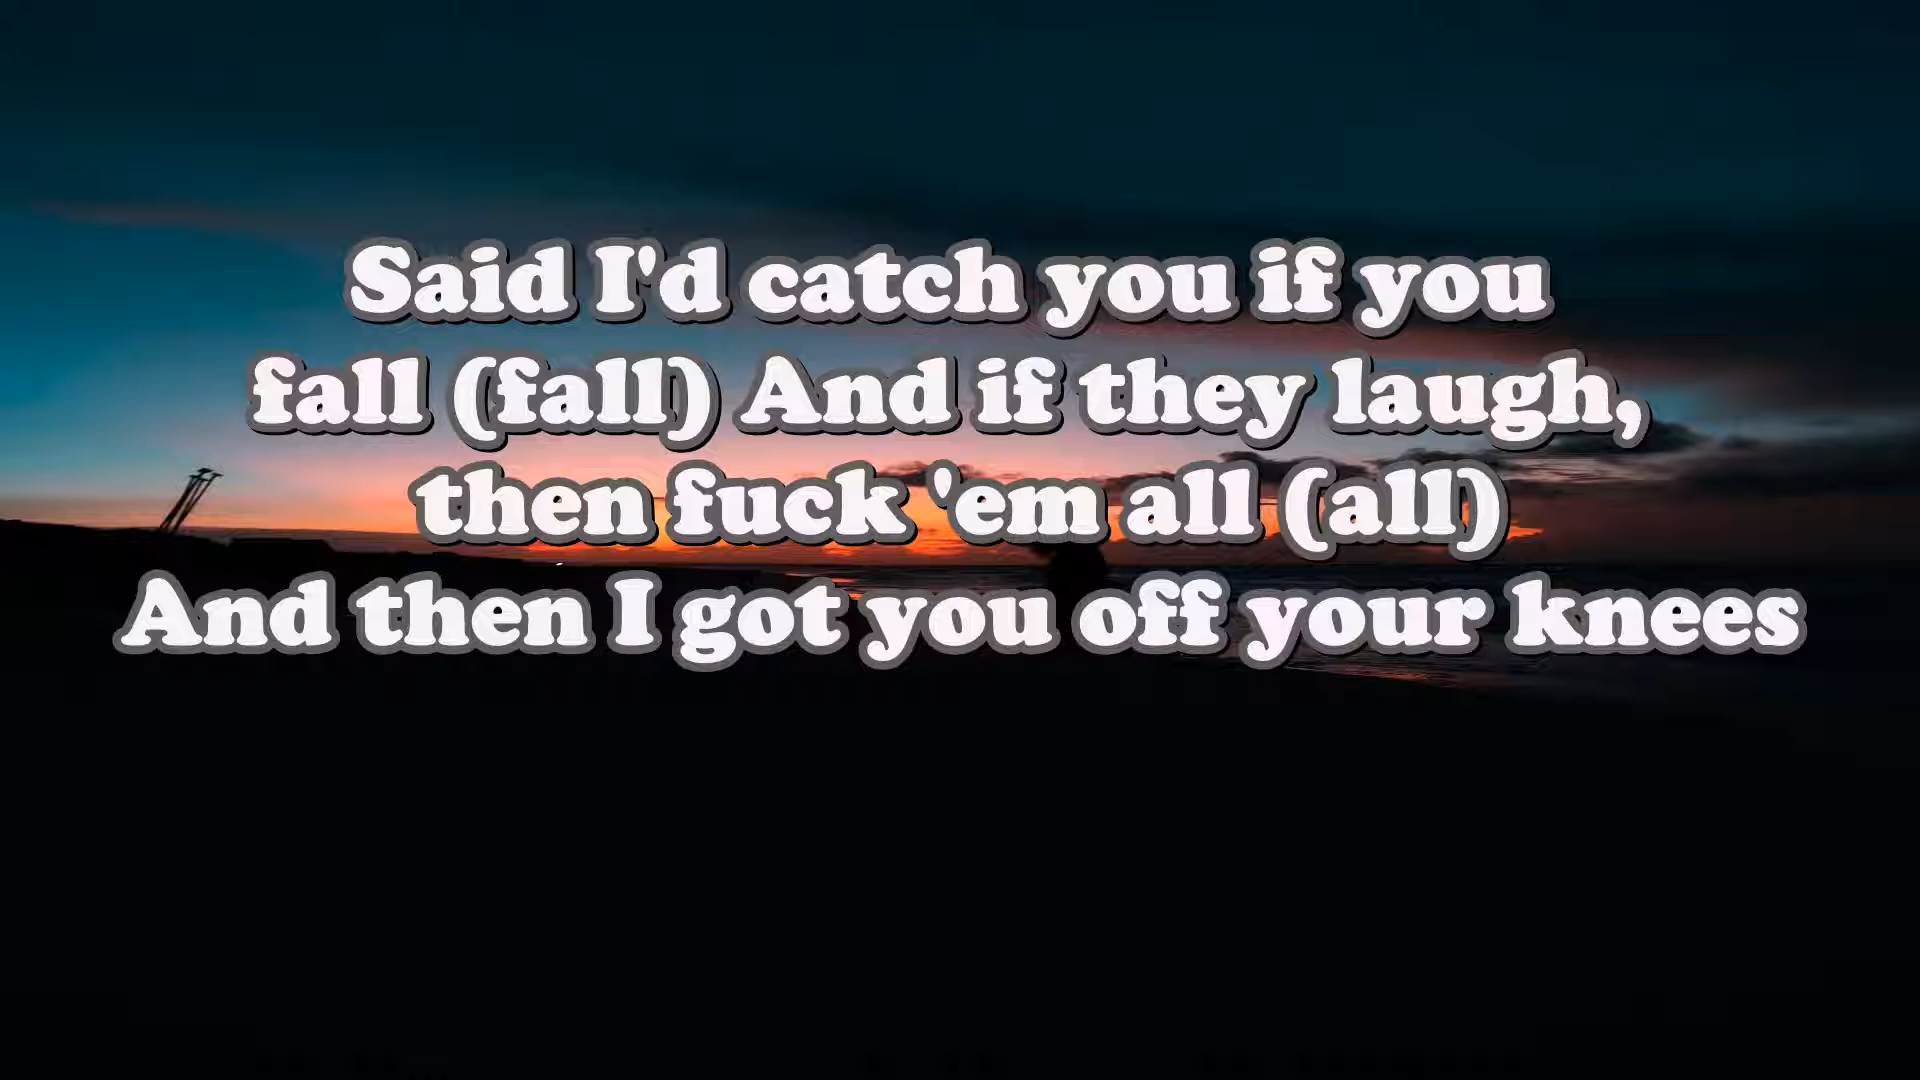 Said I'd catch you if you
fall (fall) And if they laugh,
then fuck 'em all (all)
And then I got you off your knees